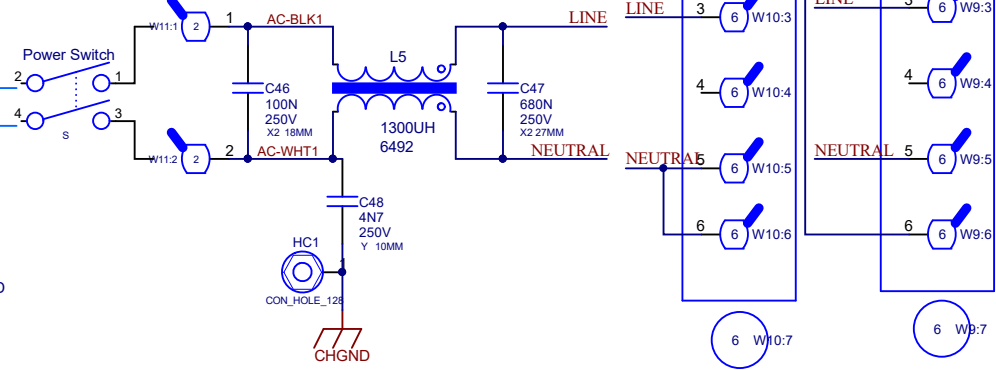 W11:1
2
1
AC-BLK1
LINE
LINE
3
6
W10:3
6
W9:3
Power Switch
2
1
4
3
S
C46
100N
250V
X2 18MM
L5
1300UH
6492
C47
680N
250V
X2 27MM
4
6
W10:4
4
6
W9:4
W11:2
2
2
AC-WHT1
NEUTRAL
NEUTRAL
5
6
W10:5
NEUTRAL
5
6
W9:5
C48
4N7
250V
Y 10MM
6
6
W10:6
6
6
W9:6
HC1
1
CON_HOLE_128
CHGND
6
W10:7
6
W9:7